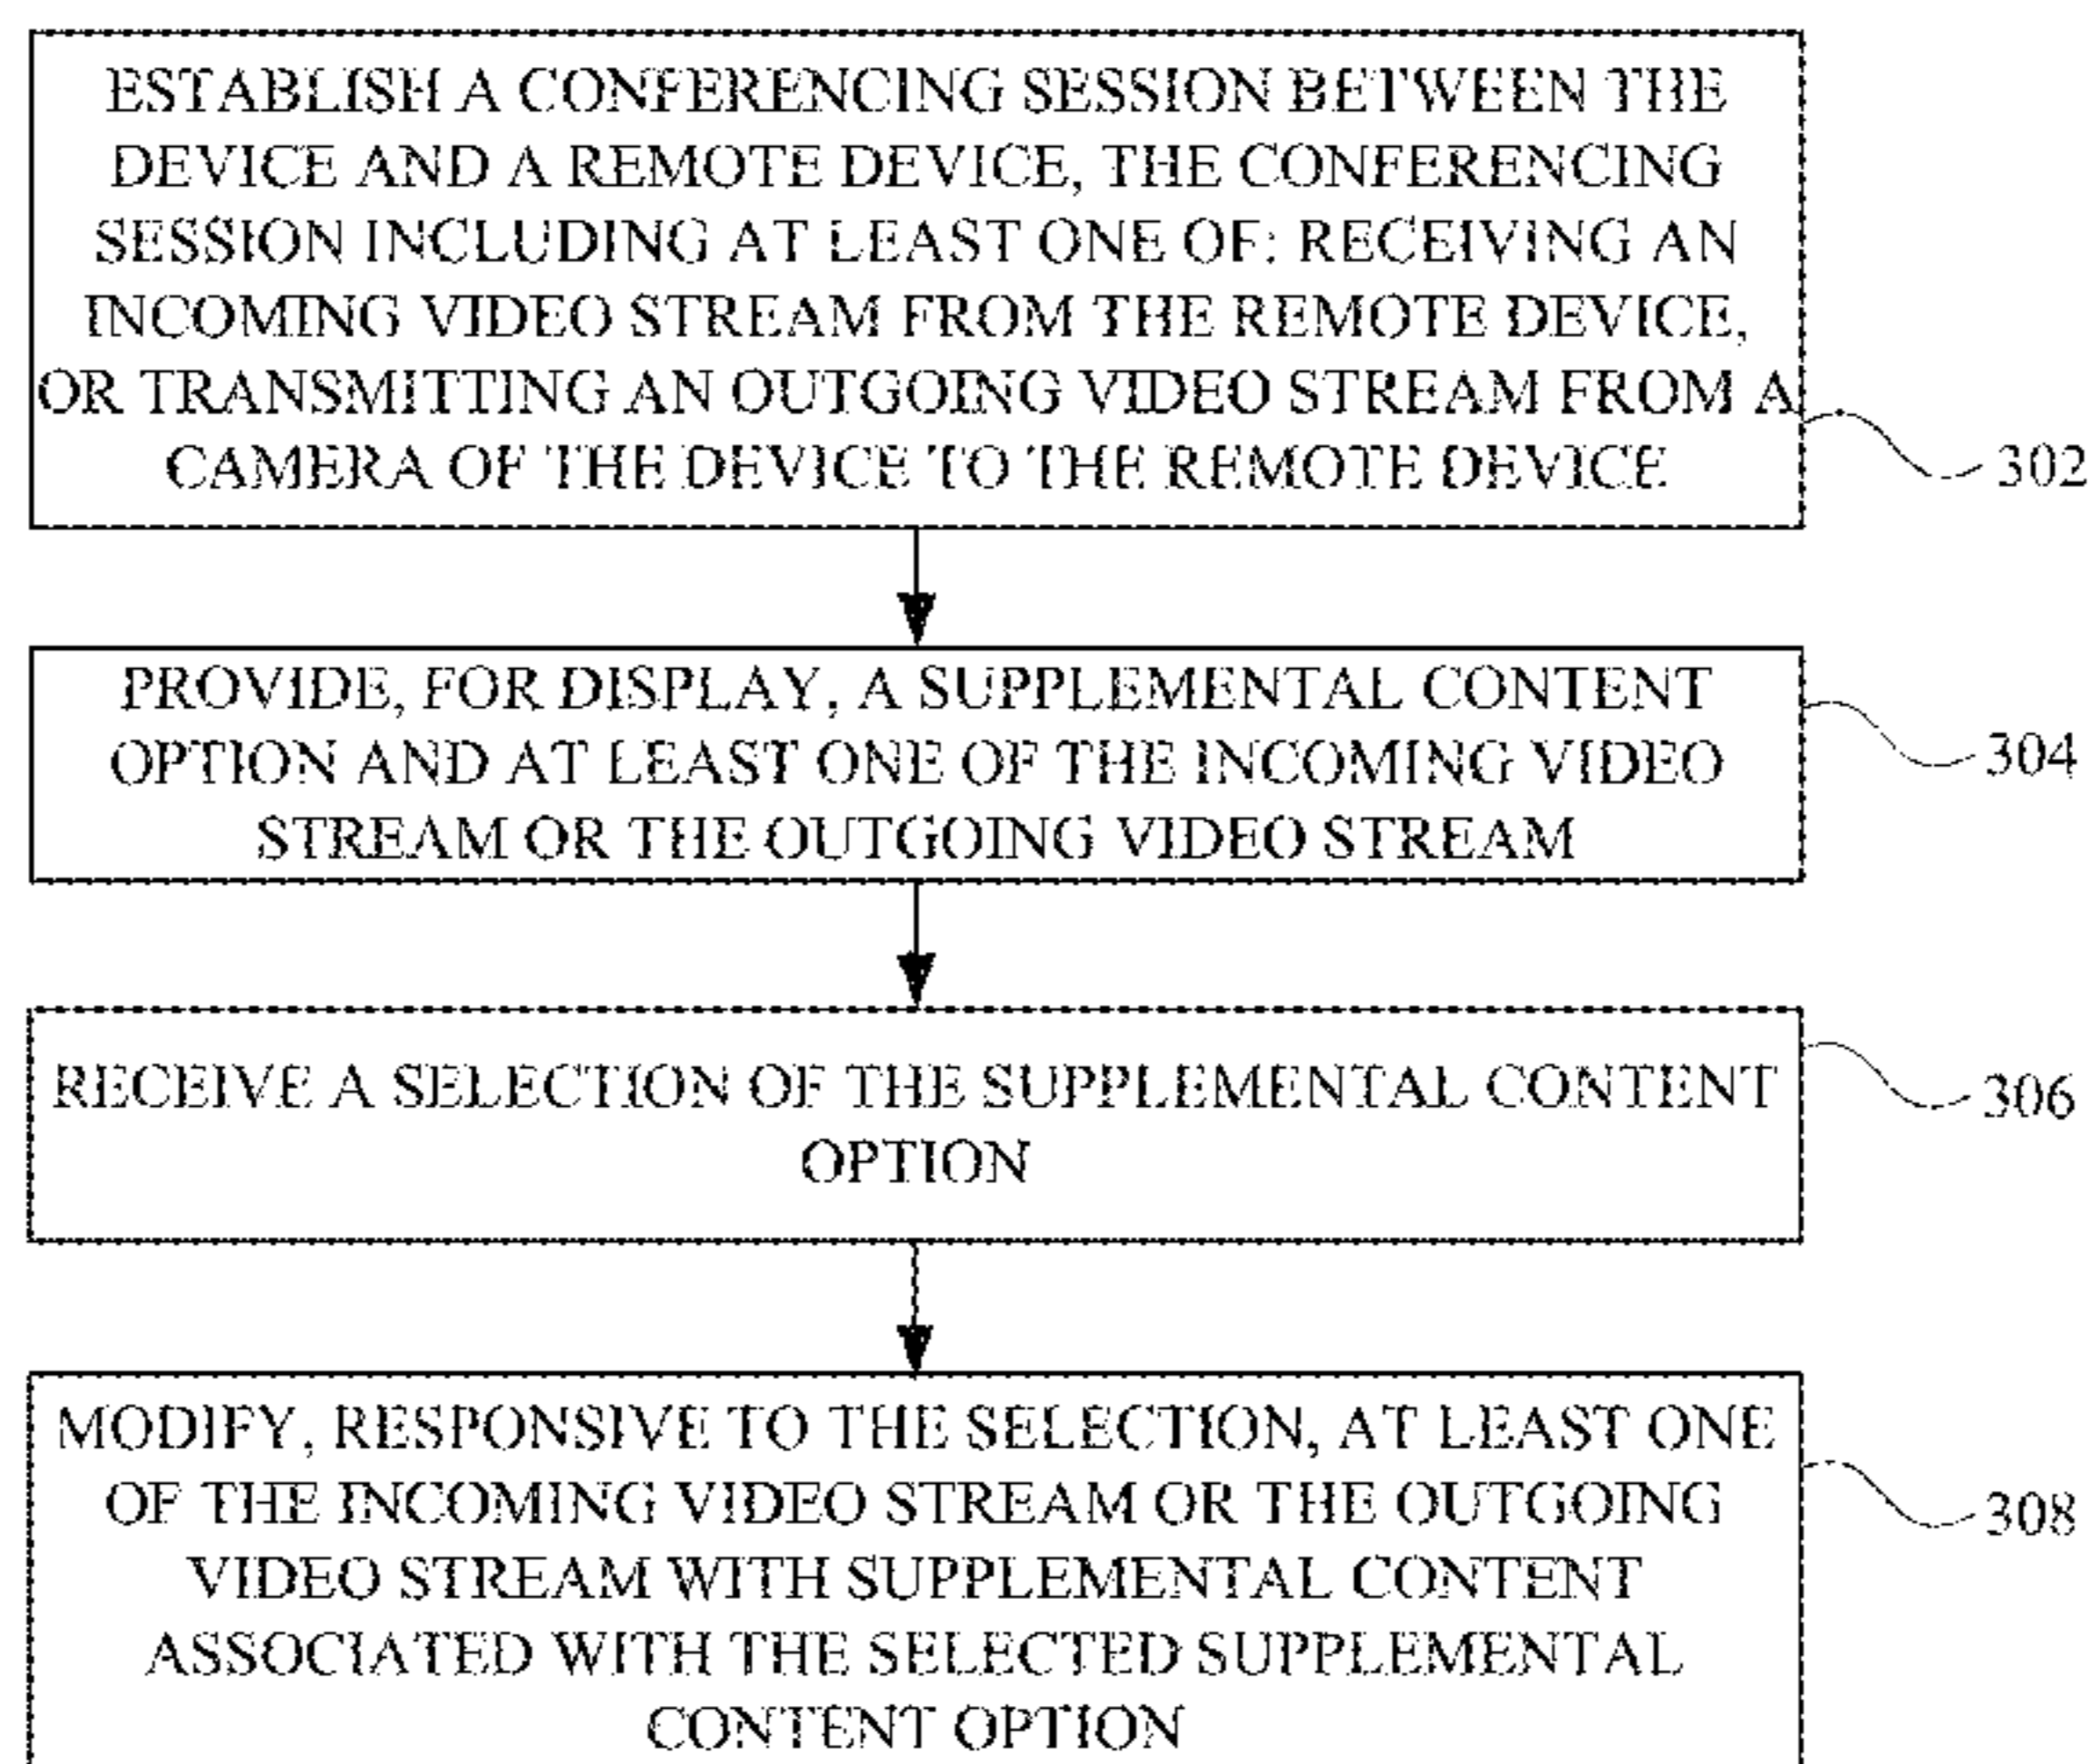 ESTABLISH A CONFERENCING SESSION BETWEEN THE
DEVICE AND A REMOTE DEVICE, THE CONFERENCING
SESSION INCLUDING AT LEAST ONE OF: RECEIVING AN
INCOMING VIDEO STREAM FROM THE REMOTE DEVICE,
OR TRANSMITTING AN OUTGOING VIDEO STREAM FROM A
CAMERA OF THE DEVICE TO THE REMOTE DEVICE
302
PROVIDE, FOR DISPLAY, A SUPPLEMENTAL CONTENT
OPTION AND AT LEAST ONE OF THE INCOMING VIDEO
STREAM OR THE OUTGOING VIDEO STREAM
304
RECEIVE A SELECTION OF THE SUPPLEMENTAL CONTENT
OPTION
306
MODIFY, RESPONSIVE TO THE SELECTION, AT LEAST ONE
OF THE INCOMING VIDEO STREAM OR THE OUTGOING
VIDEO STREAM WITH SUPPLEMENTAL CONTENT
ASSOCIATED WITH THE SELECTED SUPPLEMENTAL
CONTENT OPTION
308